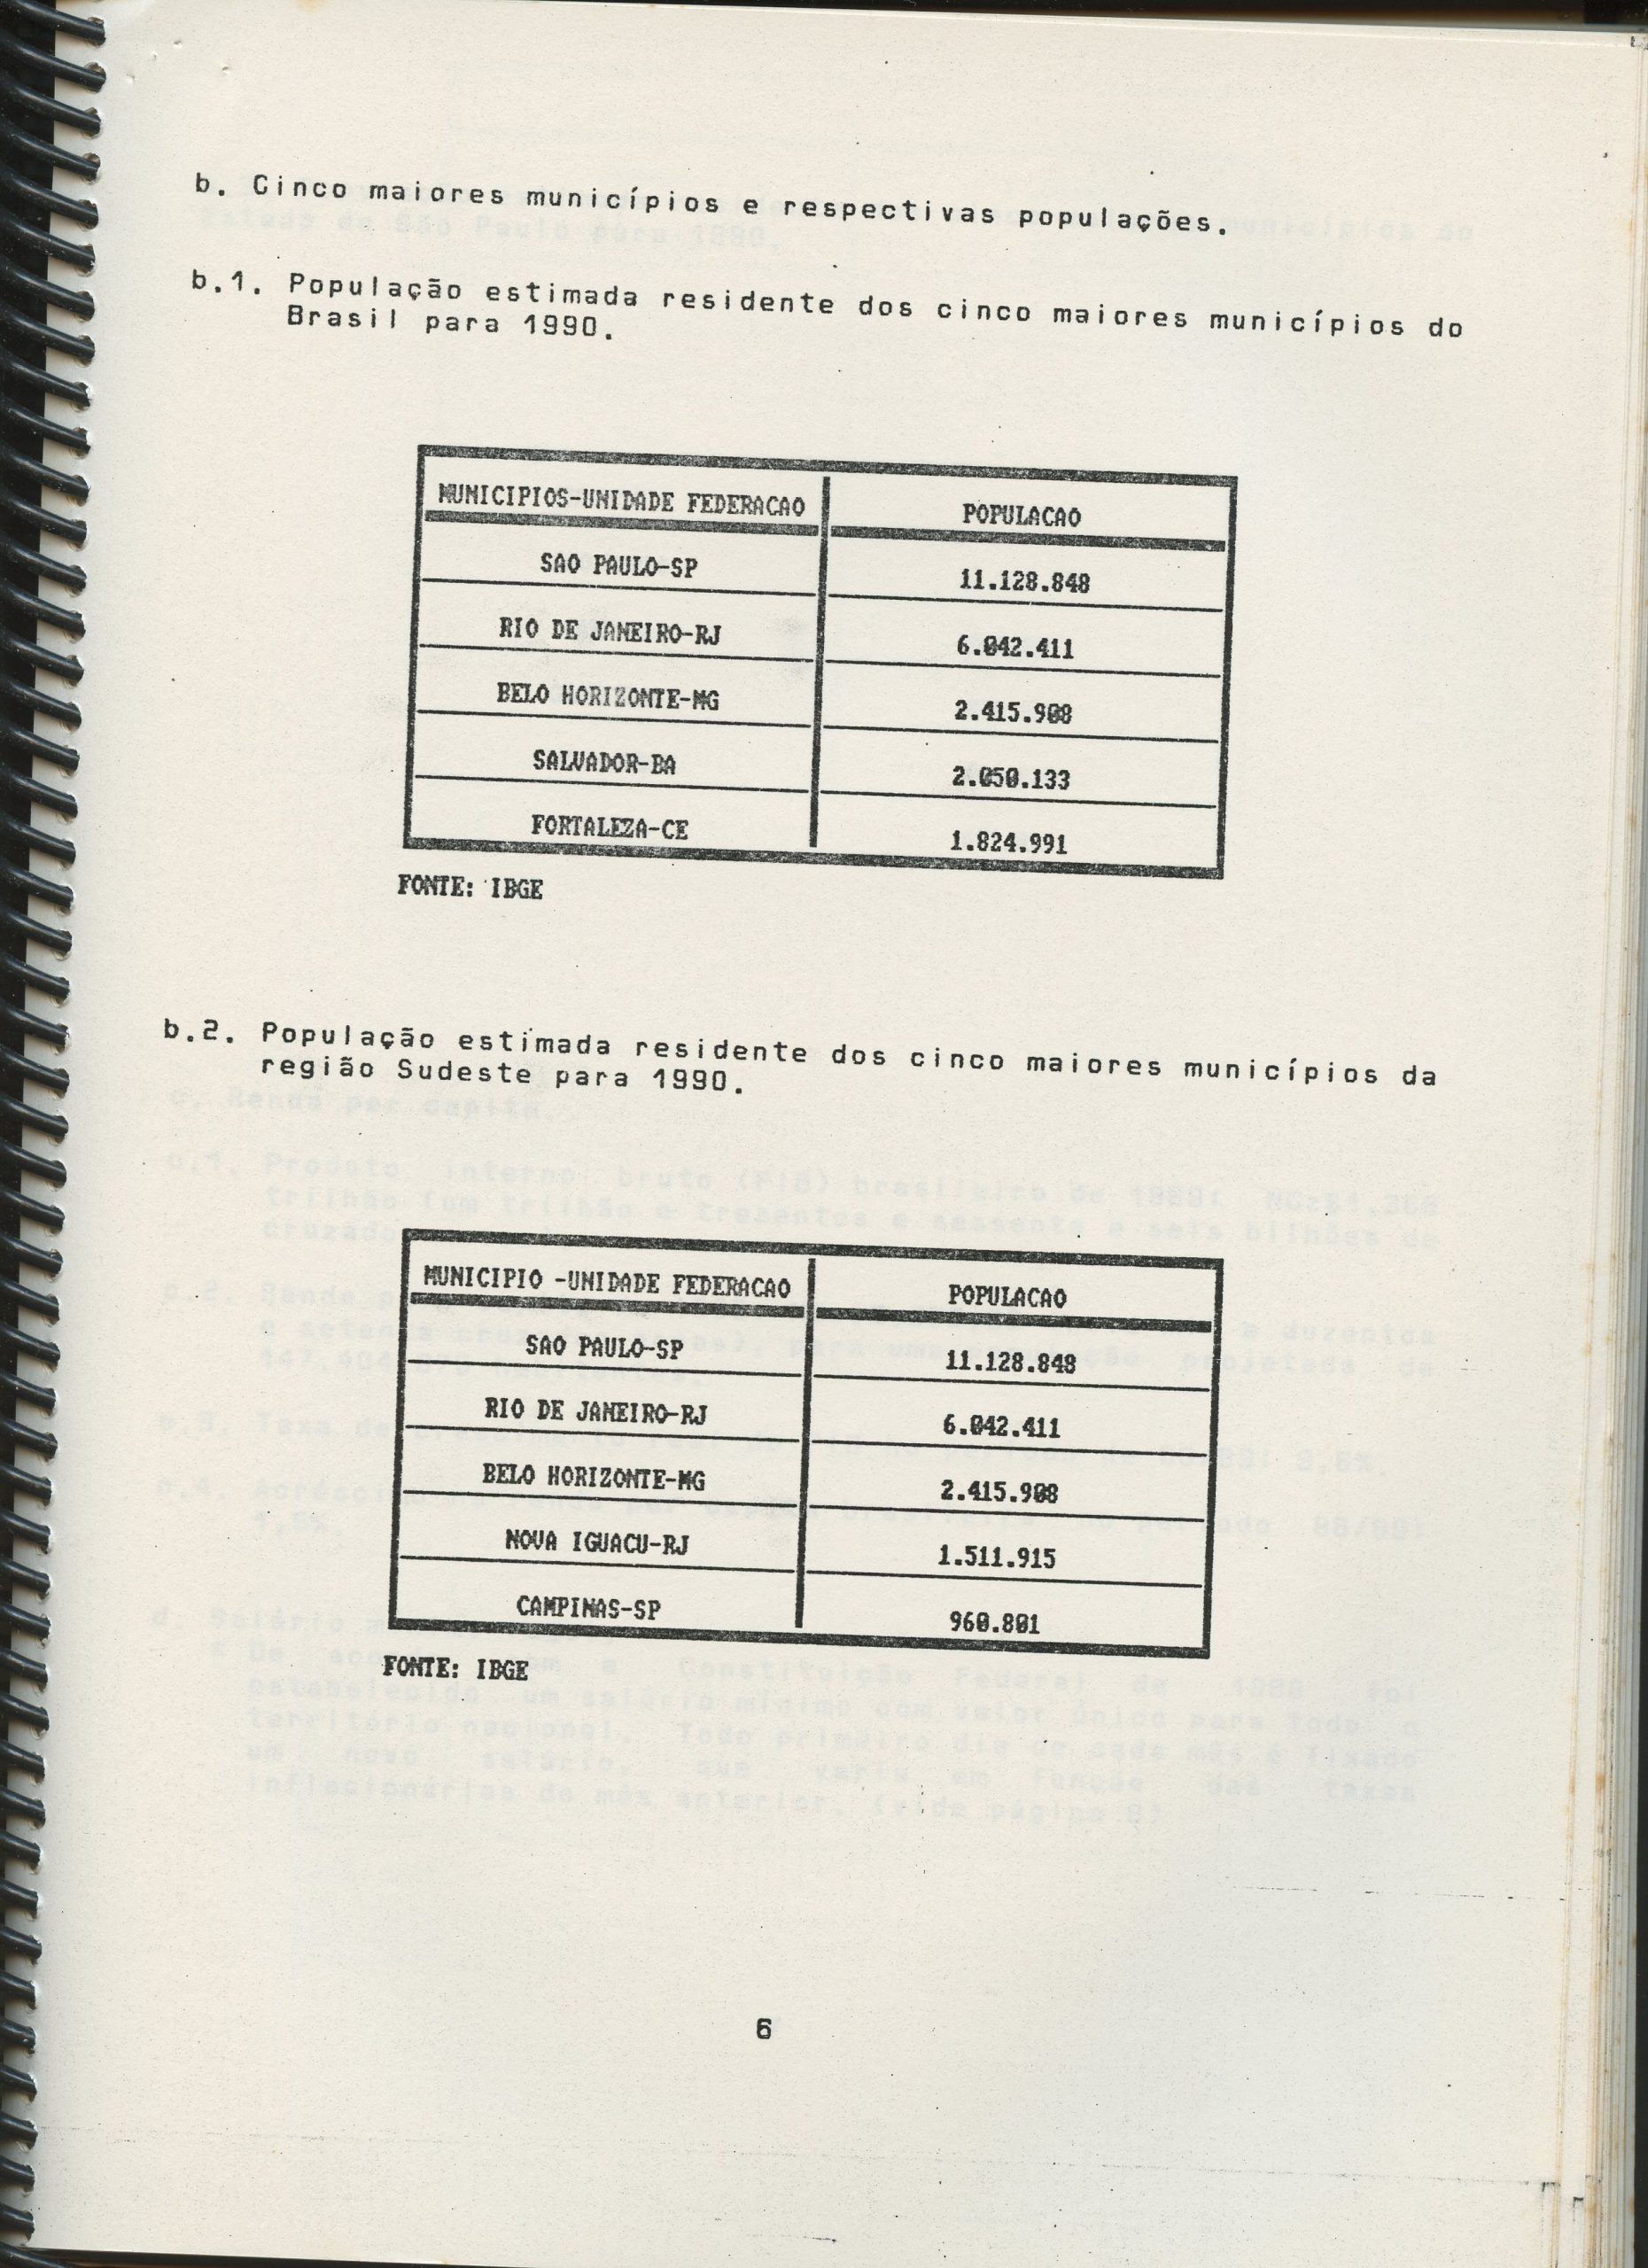 b. Cinco maiores municípios e respectivas populações.
b.1. População estimada residente dos cinco maiores municípios do
Brasil para 1990.
MUNICIPIOS-UNIDADE FEDERACAO POPULACAO
SAO PAULO-SP 11.128.848
RIO DE JANEIRO-RJ 6.042.411
BELO HORIZONTE-MG 2.415.908
SALVADOR-BA 2.050.133
FORTALEZA-CE 1.824.991
FONTE: IBGE
b.2. População estimada residente dos cinco maiores municípios da
região Sudeste para 1990.
MUNICIPIO -UNIDADE FEDERACAO POPULACAO
SAO PAULO-SP 11.128.848
RIO DE JANEIRO-RJ 6.042.411
BELO HORIZONTE-MG 2.415.908
NOVA IGUACU-RJ 1.511.915
CAMPINAS-SP 960.801
FONTE: IBGE
6